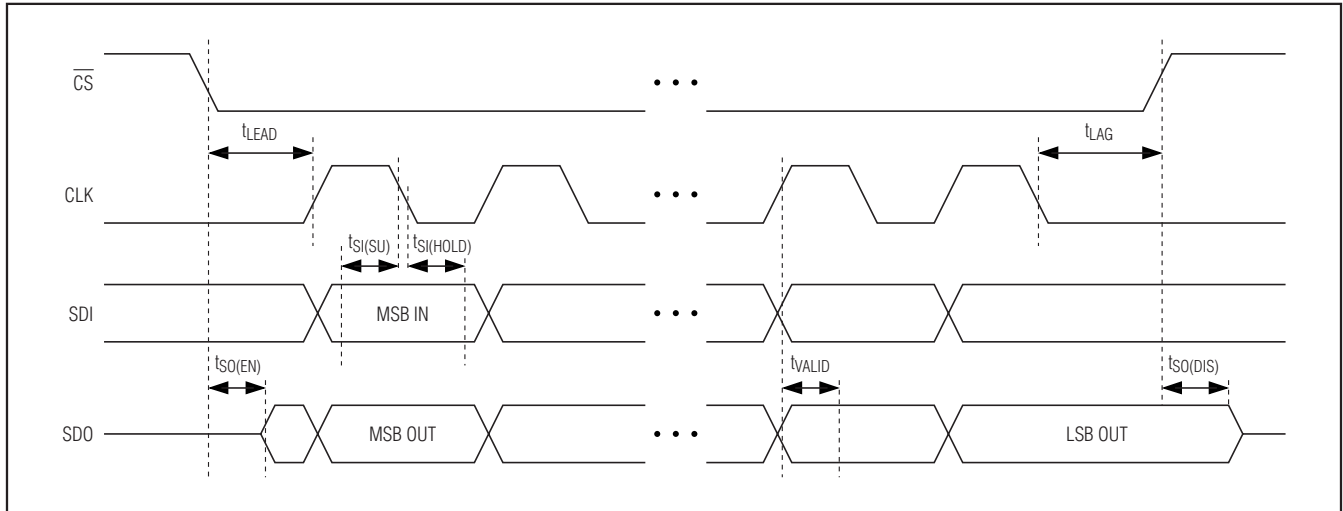 CS
• • •
tLEAD
tLAG
CLK
• • •
tSI(SU)
tSI(HOLD)
SDI
MSB IN
• • •
tSO(EN)
tVALID
tSO(DIS)
SDO
MSB OUT
• • •
LSB OUT